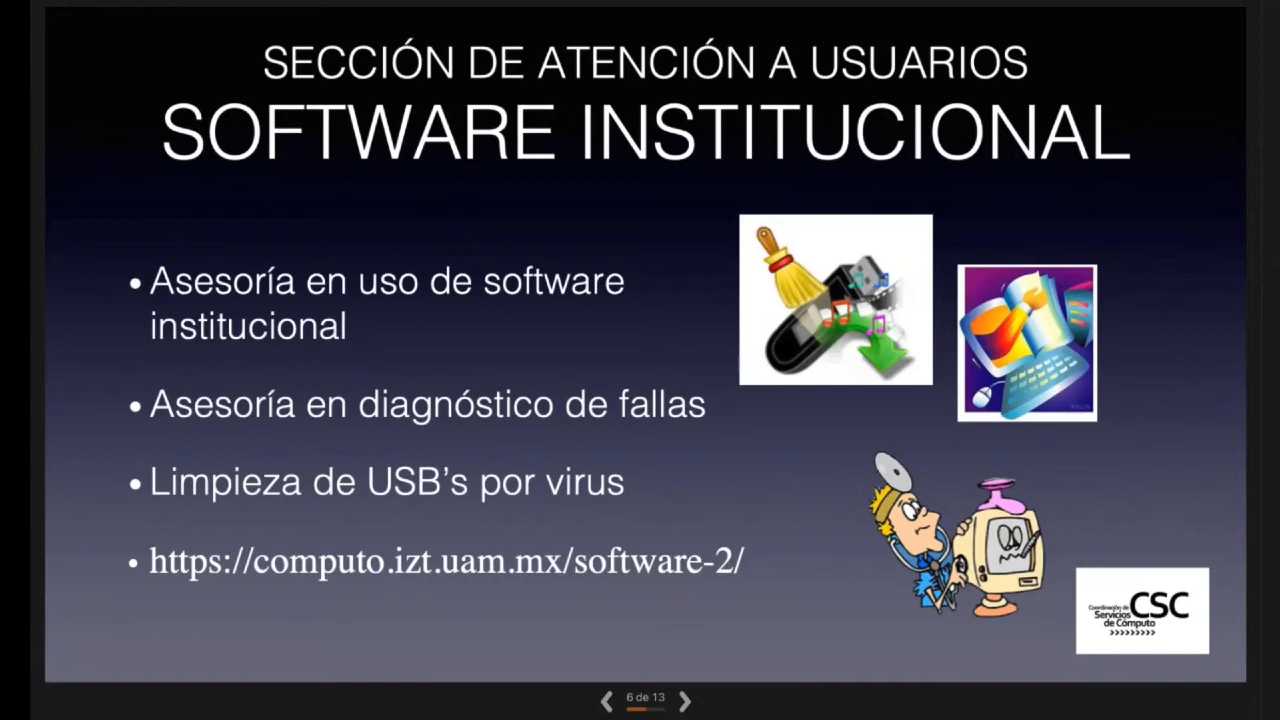 SECCIÓN DE ATENCIÓN A USUARIOS
SOFTWARE INSTITUCIONAL
• Asesoría en uso de software
institucional
• Asesoría en diagnóstico de fallas
• Limpieza de USB's por virus
• https://computo.izt.uam.mx/software-2/
Coordinación de
Servicios
de Cómputo
CSC
>>>>>>>>>
6 de 13